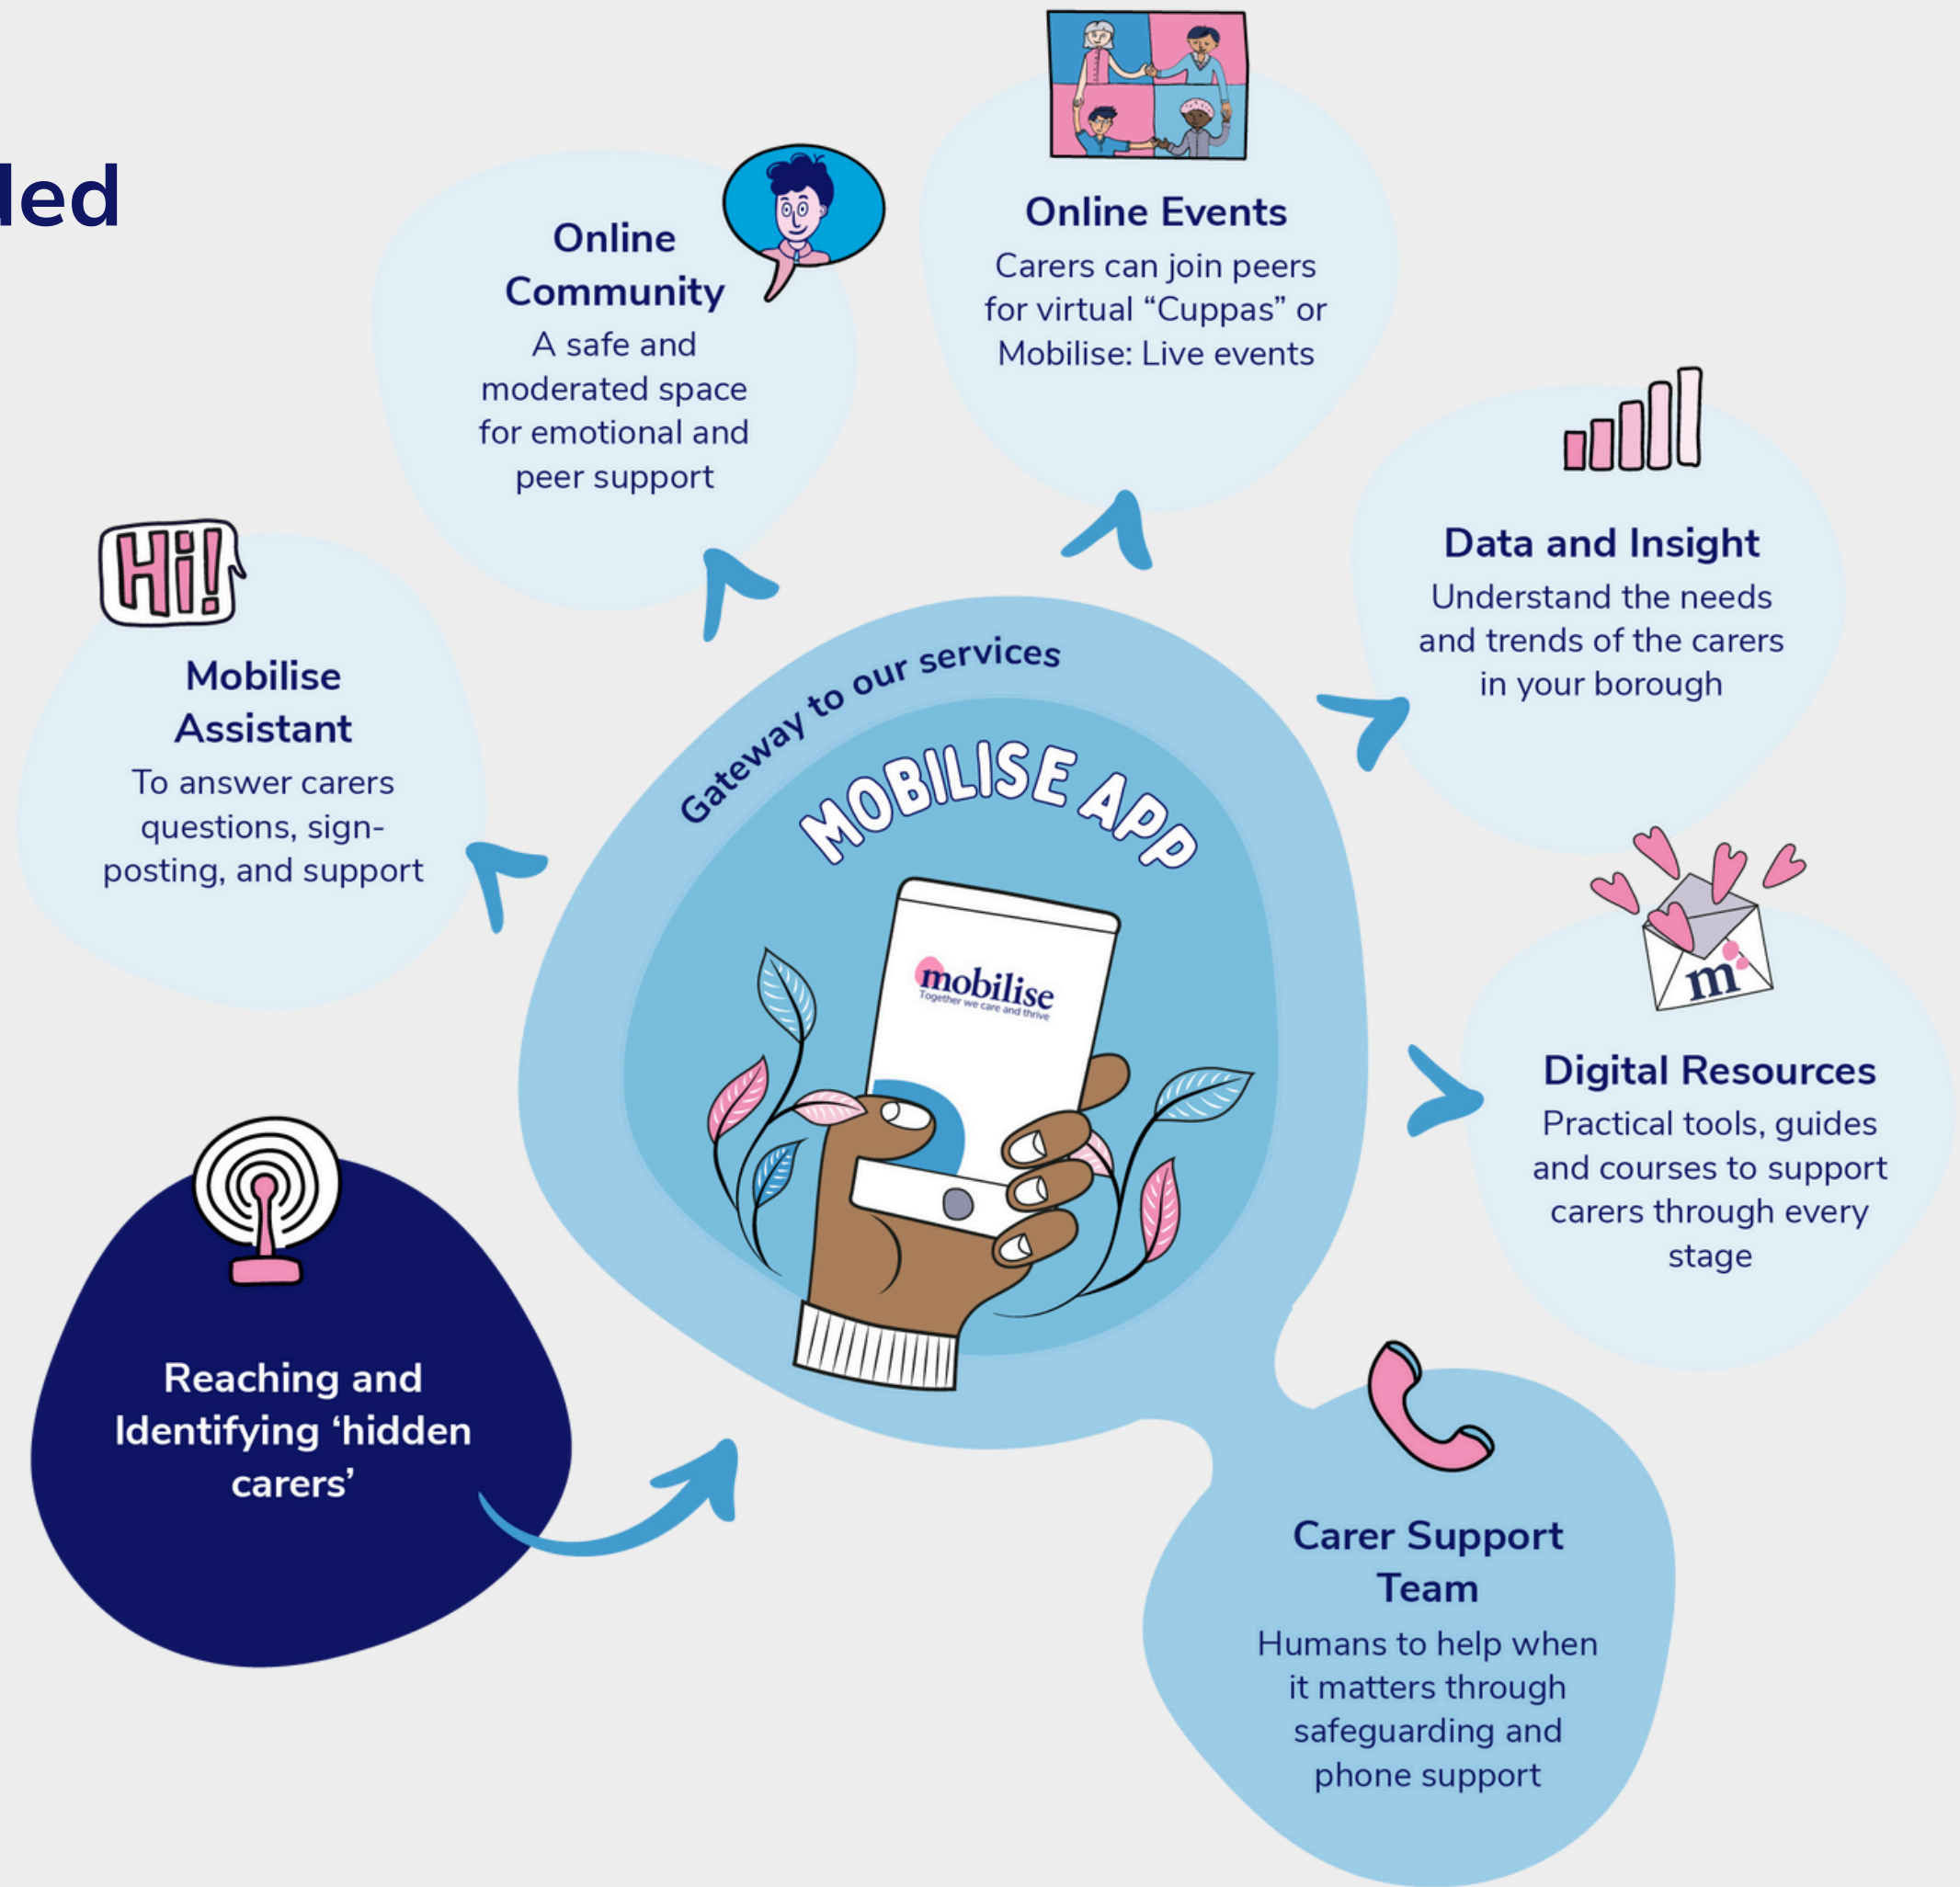 ded
Online
Community
A safe and
moderated space
for emotional and
peer support
Online Events
Carers can join peers
for virtual “Cuppas” or
Mobilise: Live events
Hi!
Mobilise
Assistant
To answer carers
questions, sign-
posting, and support
Data and Insight
Understand the needs
and trends of the carers
in your borough
Gateway to our services
MOBILISE APP
mobilise
Together we care and thrive
m
Digital Resources
Practical tools, guides
and courses to support
carers through every
stage
Reaching and
Identifying ‘hidden
carers’
Carer Support
Team
Humans to help when
it matters through
safeguarding and
phone support